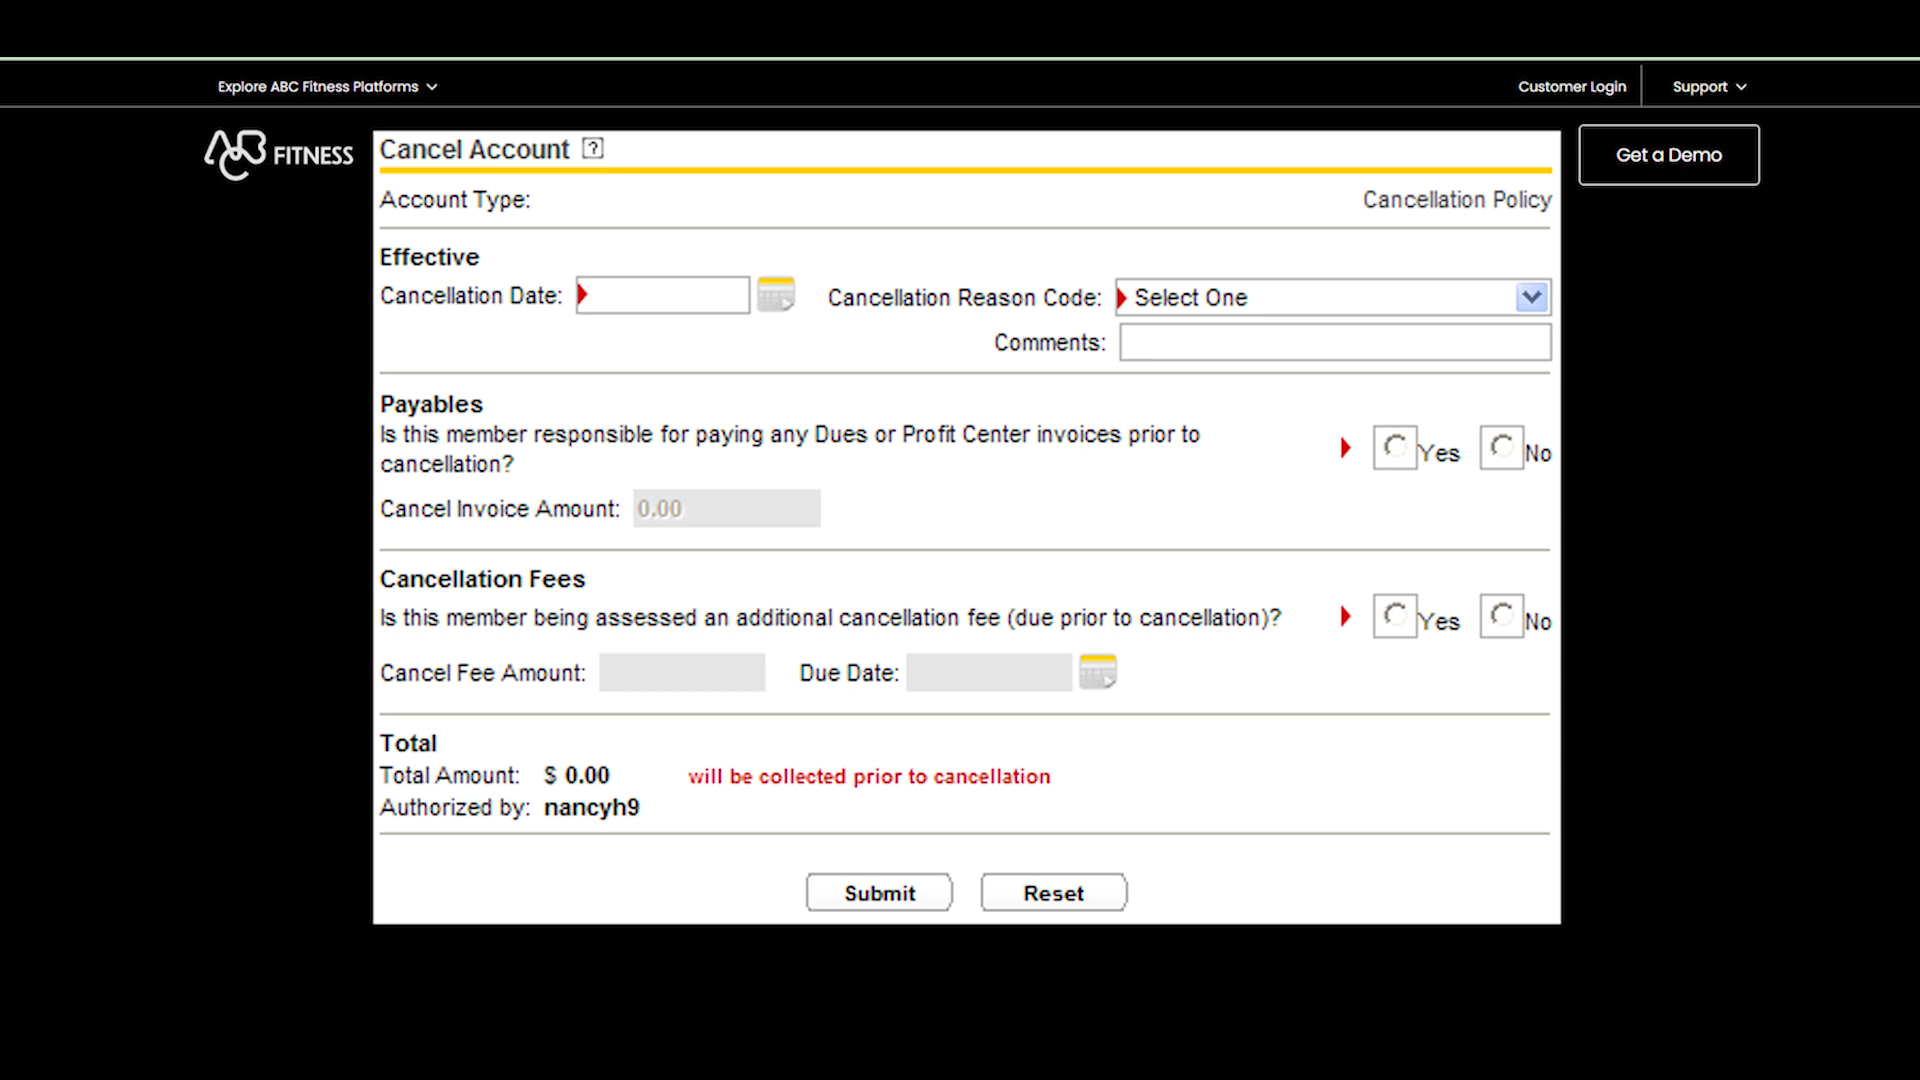 Explore ABC Fitness Platforms
Customer Login
Support
ABC FITNESS
Get a Demo
Cancel Account ?
Account Type:
Cancellation Policy
Effective
Cancellation Date:
Cancellation Reason Code: Select One
Comments:
Payables
Is this member responsible for paying any Dues or Profit Center invoices prior to
cancellation?
Yes No
Cancel Invoice Amount: 0.00
Cancellation Fees
Is this member being assessed an additional cancellation fee (due prior to cancellation)? Yes No
Cancel Fee Amount: Due Date:
Total
Total Amount: $ 0.00 will be collected prior to cancellation
Authorized by: nancyh9
Submit Reset